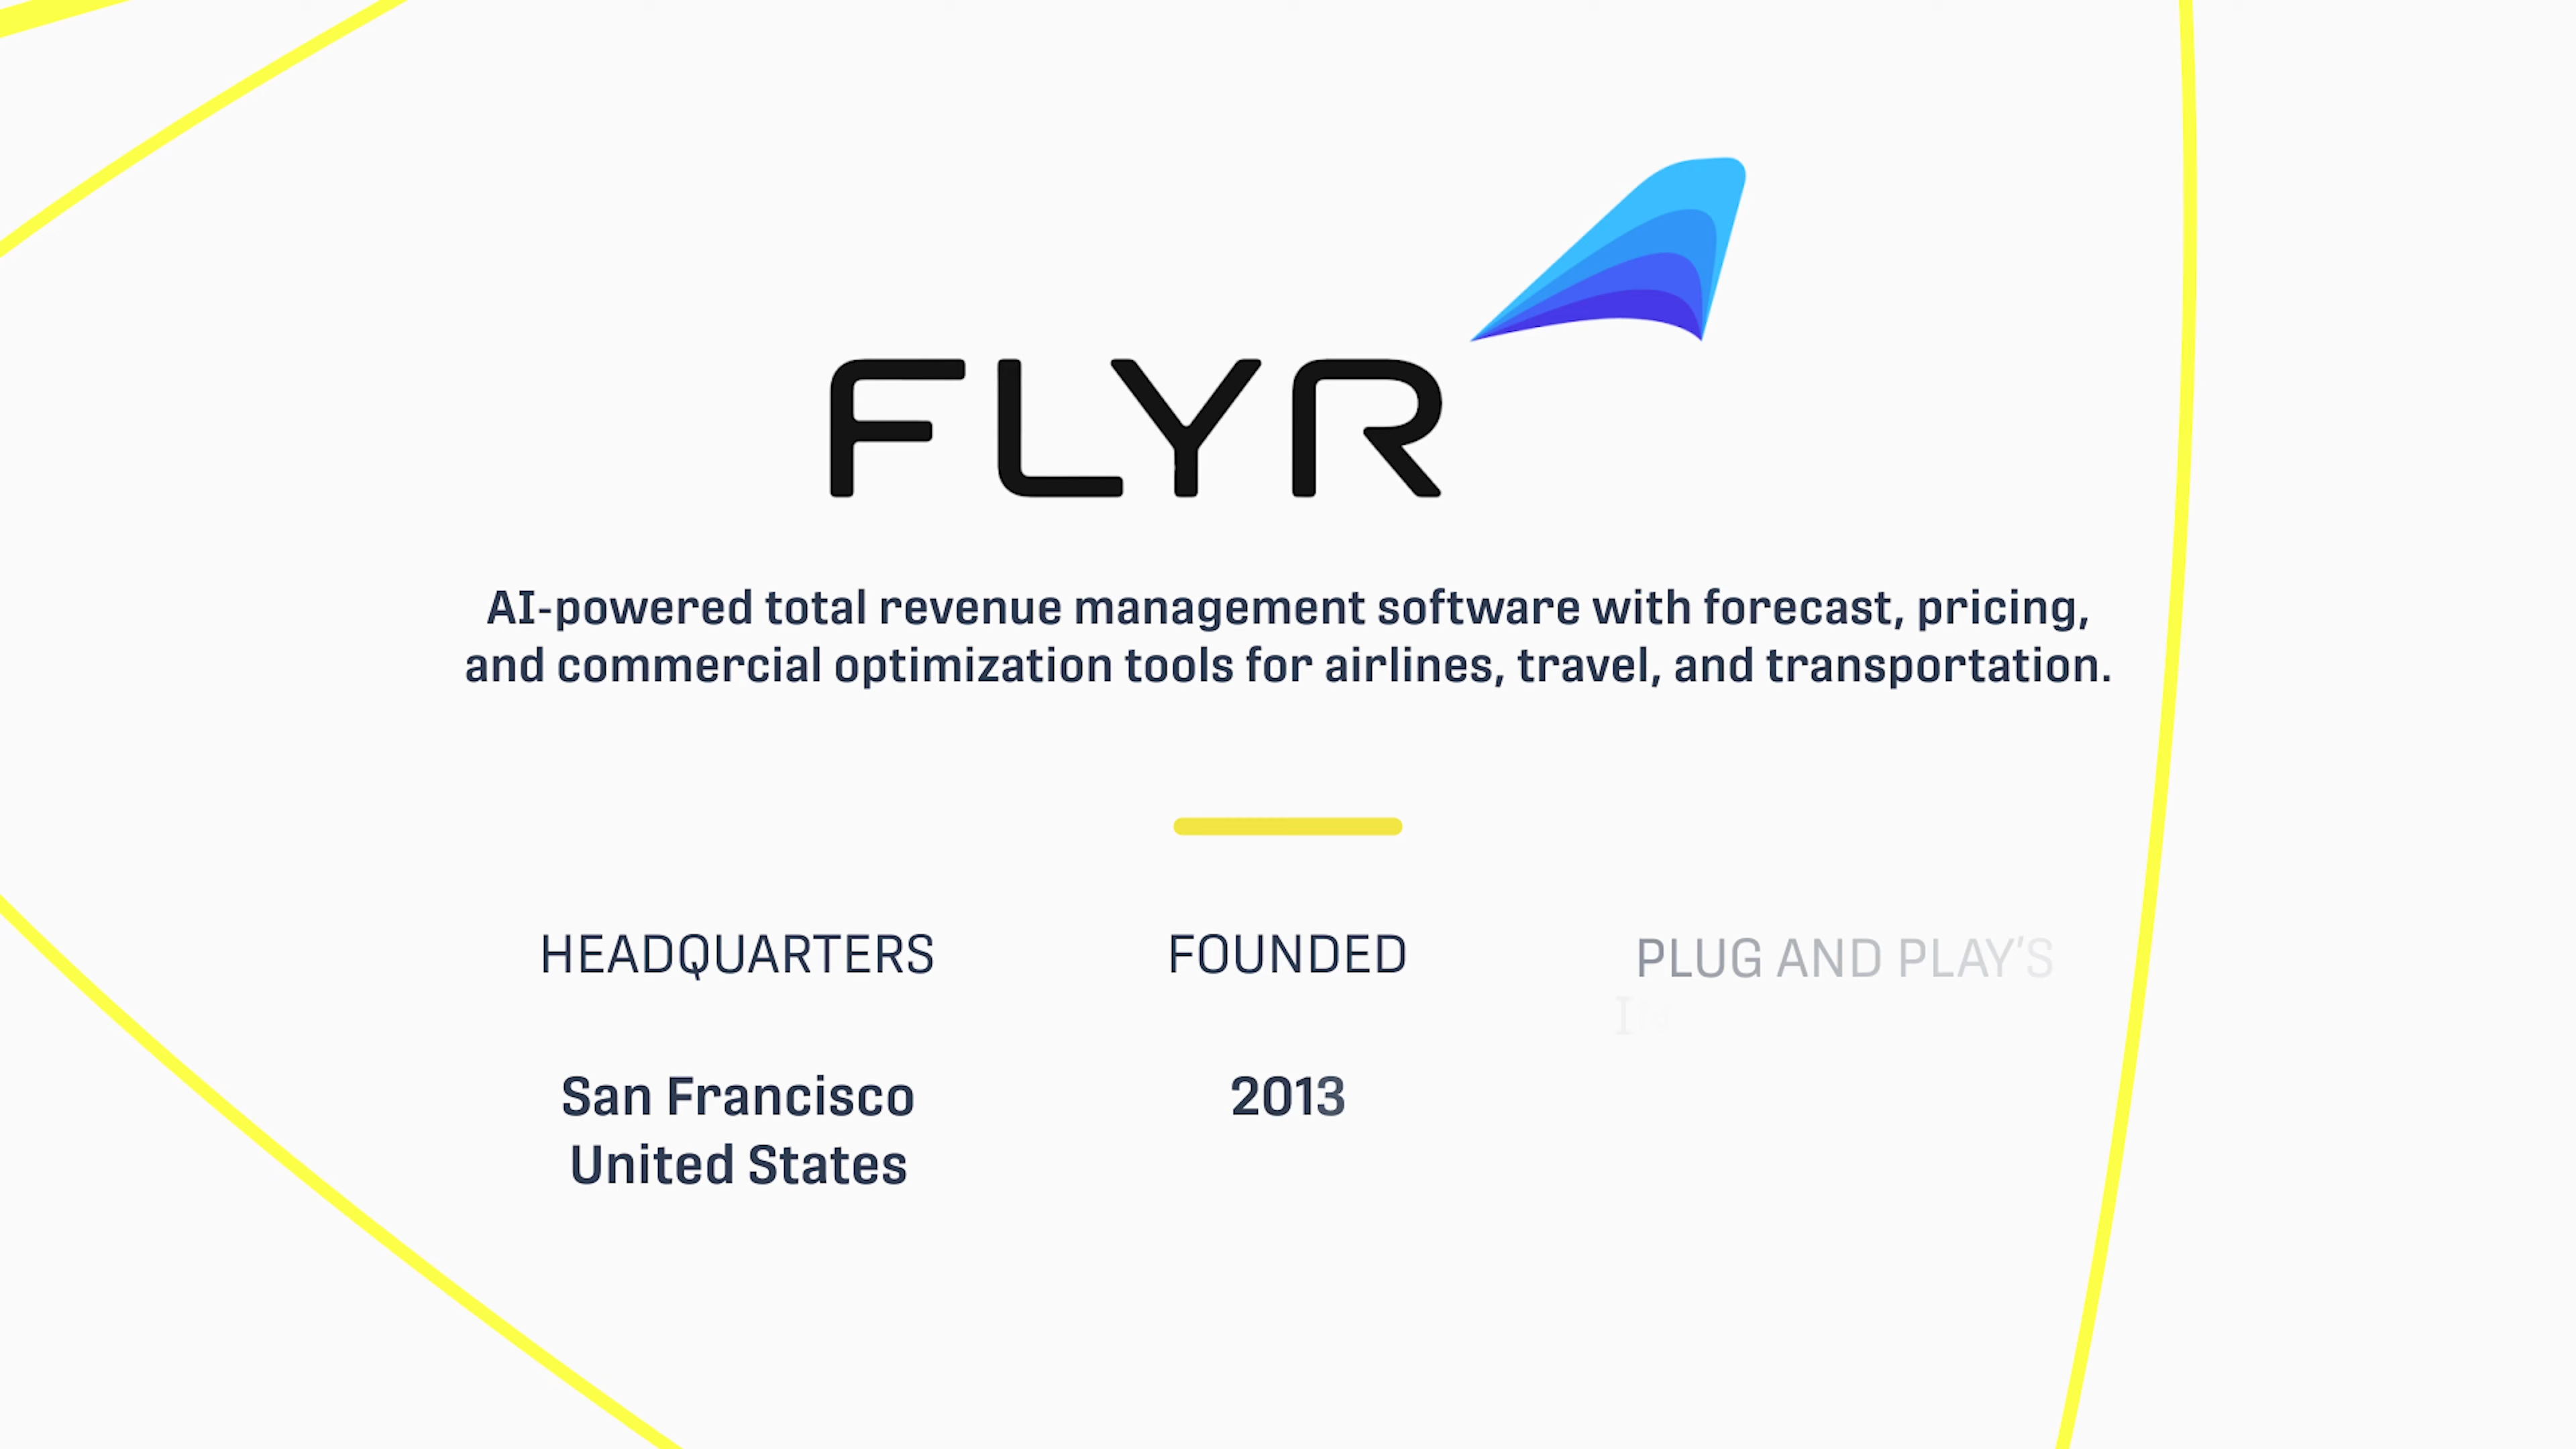 FLYR
AI-powered total revenue management software with forecast, pricing,
and commercial optimization tools for airlines, travel, and transportation.
HEADQUARTERS
San Francisco
United States
FOUNDED
2013
PLUG AND PLAY’S